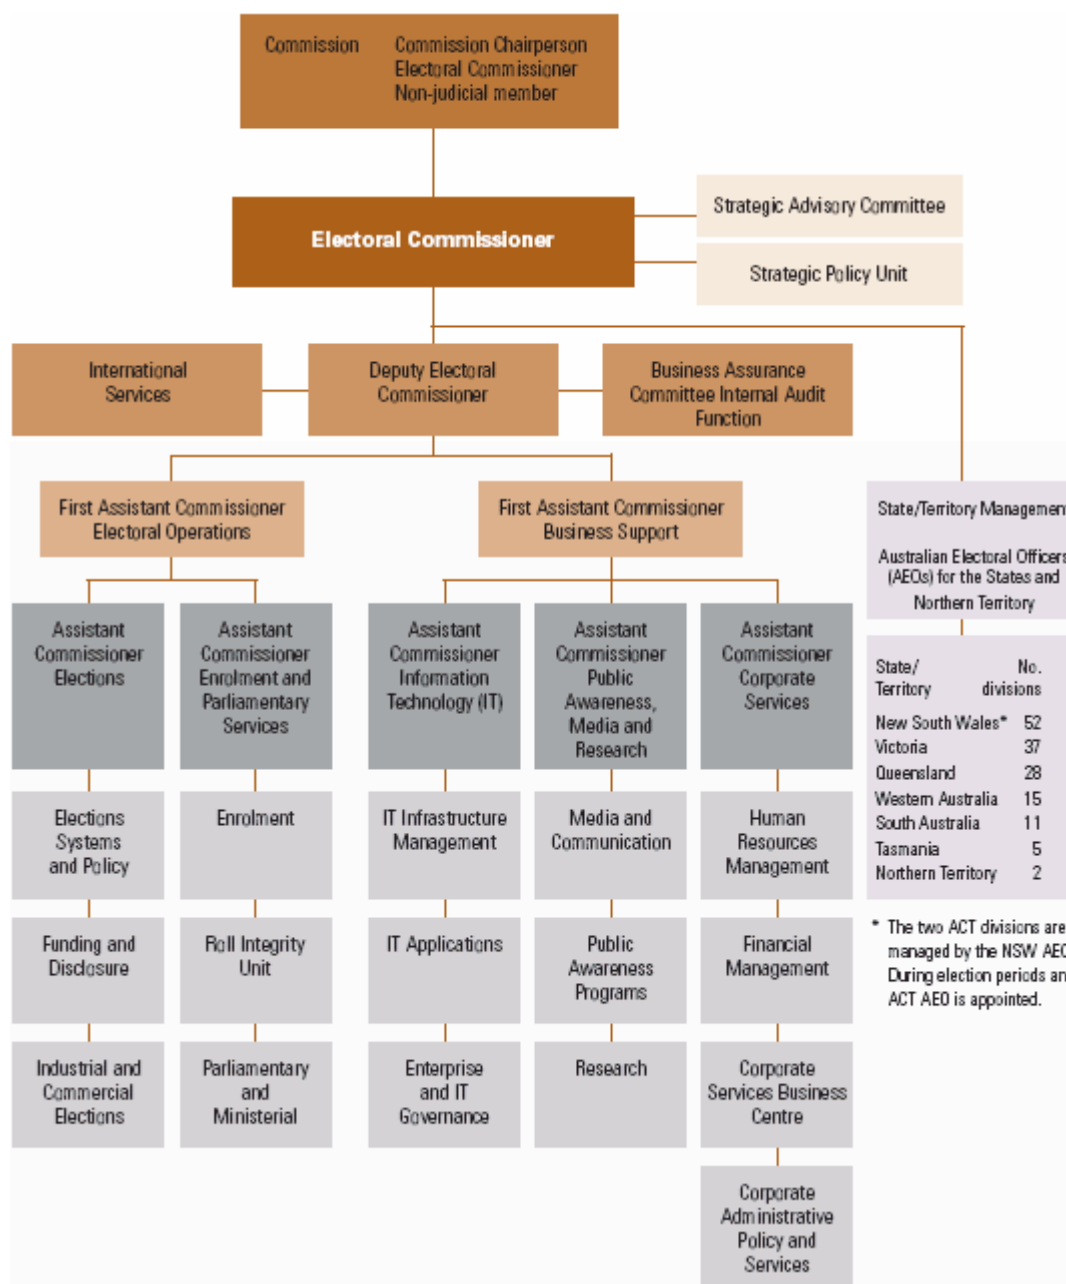 Commission Commission Chairperson
Electoral Commissioner
Non-judicial member
Electoral Commissioner
Strategic Advisory Committee
Strategic Policy Unit
International
Services
Deputy Electoral
Commissioner
Business Assurance
Committee Internal Audit
Function
First Assistant Commissioner
Electoral Operations
First Assistant Commissioner
Business Support
State/Territory Management
Australian Electoral Officers
(AEOs) for the States and
Northern Territory
Assistant
Commissioner
Elections
Assistant
Commissioner
Enrolment and
Parliamentary
Services
Assistant
Commissioner
Information
Technology (IT)
Assistant
Commissioner
Public
Awareness,
Media and
Research
Assistant
Commissioner
Corporate
Services
State/ No.
Territory divisions
New South Wales* 52
Victoria 37
Queensland 28
Western Australia 15
South Australia 11
Tasmania 5
Northern Territory 2
* The two ACT divisions are
managed by the NSW AEO
During election periods an
ACT AEO is appointed.
Elections
Systems
and Policy
Enrolment
IT Infrastructure
Management
Media and
Communication
Human
Resources
Management
Funding and
Disclosure
Roll Integrity
Unit
IT Applications
Public
Awareness
Programs
Financial
Management
Industrial and
Commercial
Elections
Parliamentary
and
Ministerial
Enterprise
and IT
Governance
Research
Corporate
Services Business
Centre
Corporate
Administrative
Policy and
Services